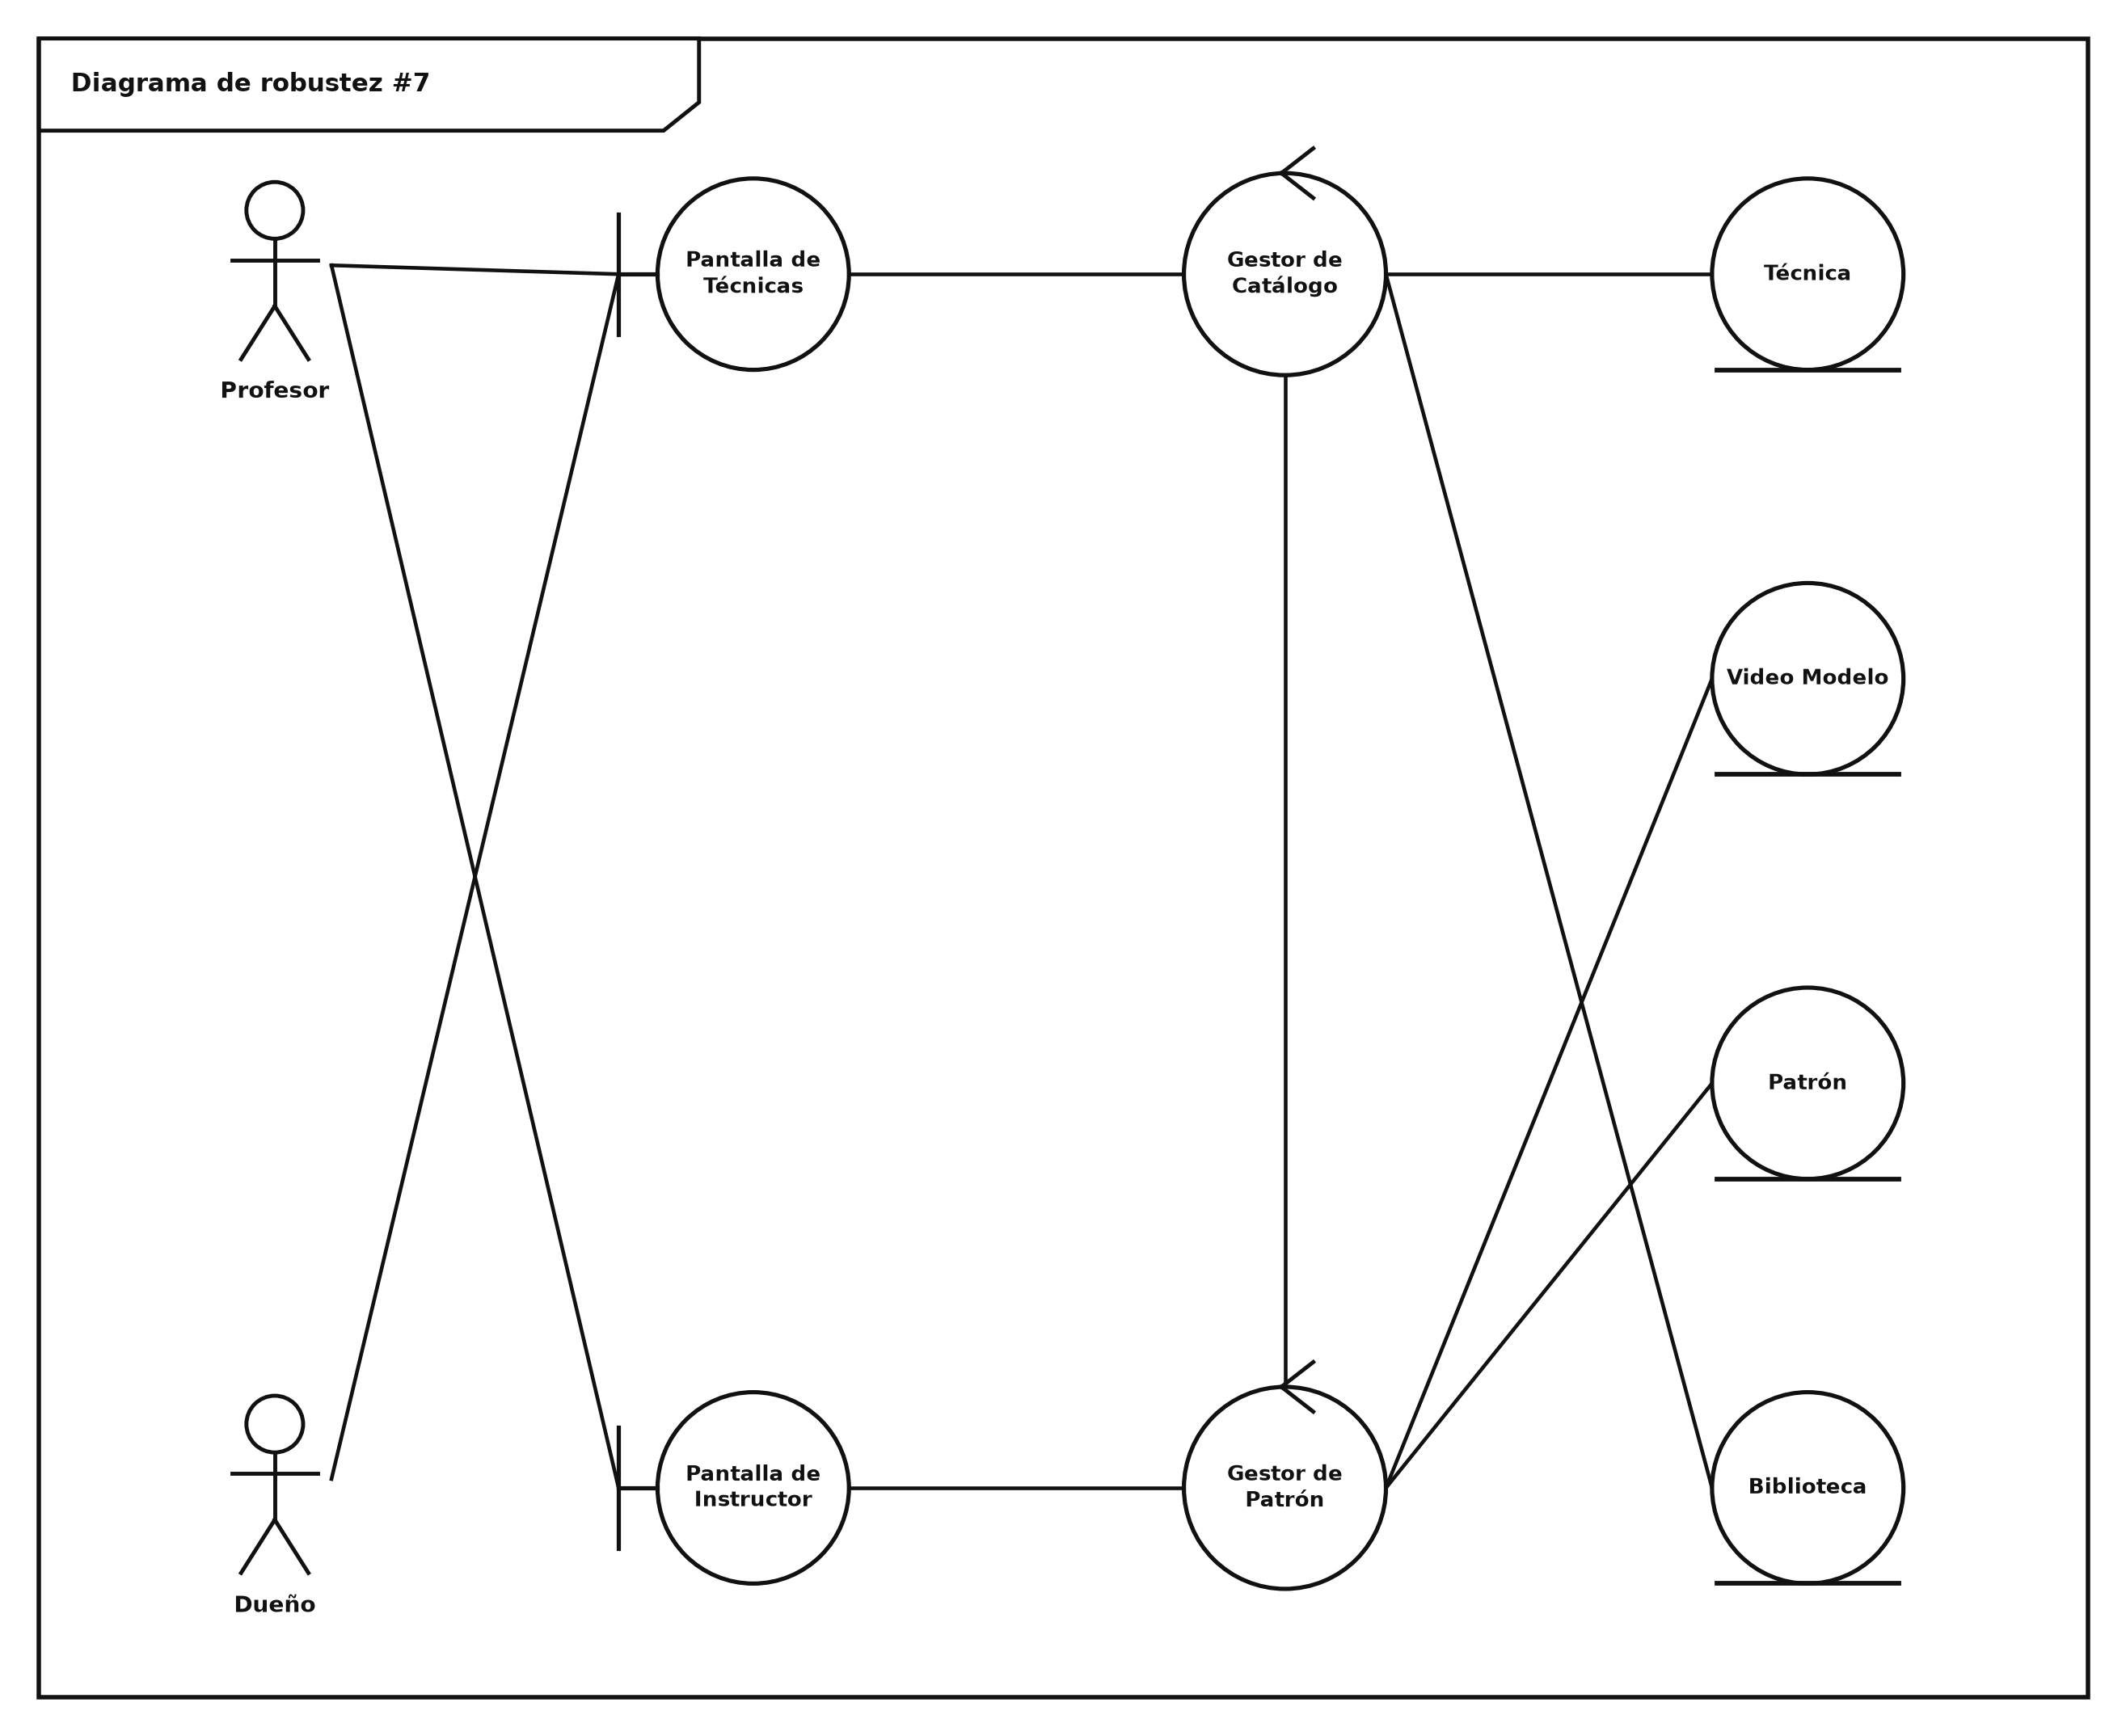 Diagrama de robustez #7
Pantalla de
Técnicas
Gestor de
Catálogo
Técnica
Profesor
Video Modelo
Patrón
Pantalla de
Instructor
Gestor de
Patrón
Biblioteca
Dueño